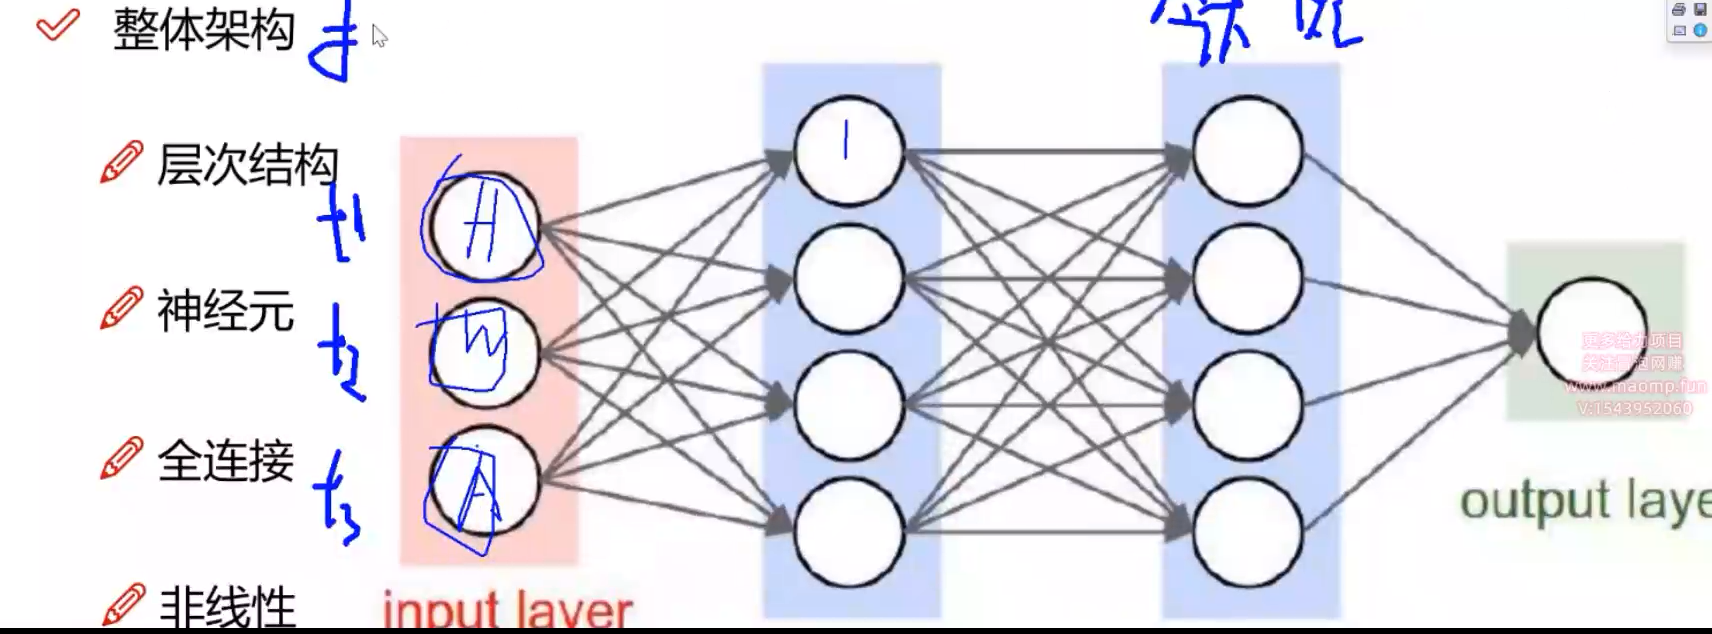 整体架构
层次结构
t1
H
1
神经元
t2
W
全连接
t3
A
非线性
input layer
output laye
更多给力项目
关注冒泡网赚
www.maomp.fun
V:1543952060